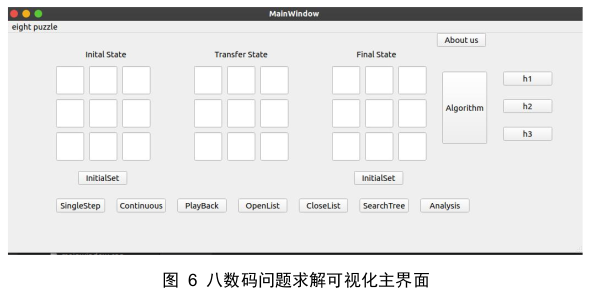 MainWindow
eight puzzle
About us
Inital State Transfer State Final State
h1
Algorithm h2
h3
InitialSet InitialSet
SingleStep Continuous PlayBack OpenList CloseList SearchTree Analysis
图 6 八数码问题求解可视化主界面